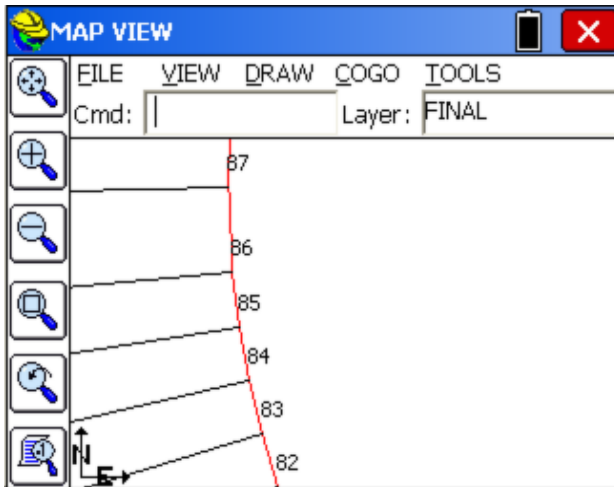 MAP VIEW
FILE VIEW DRAW COGO TOOLS
Cmd: Layer: FINAL
87
86
85
84
83
82
N
E